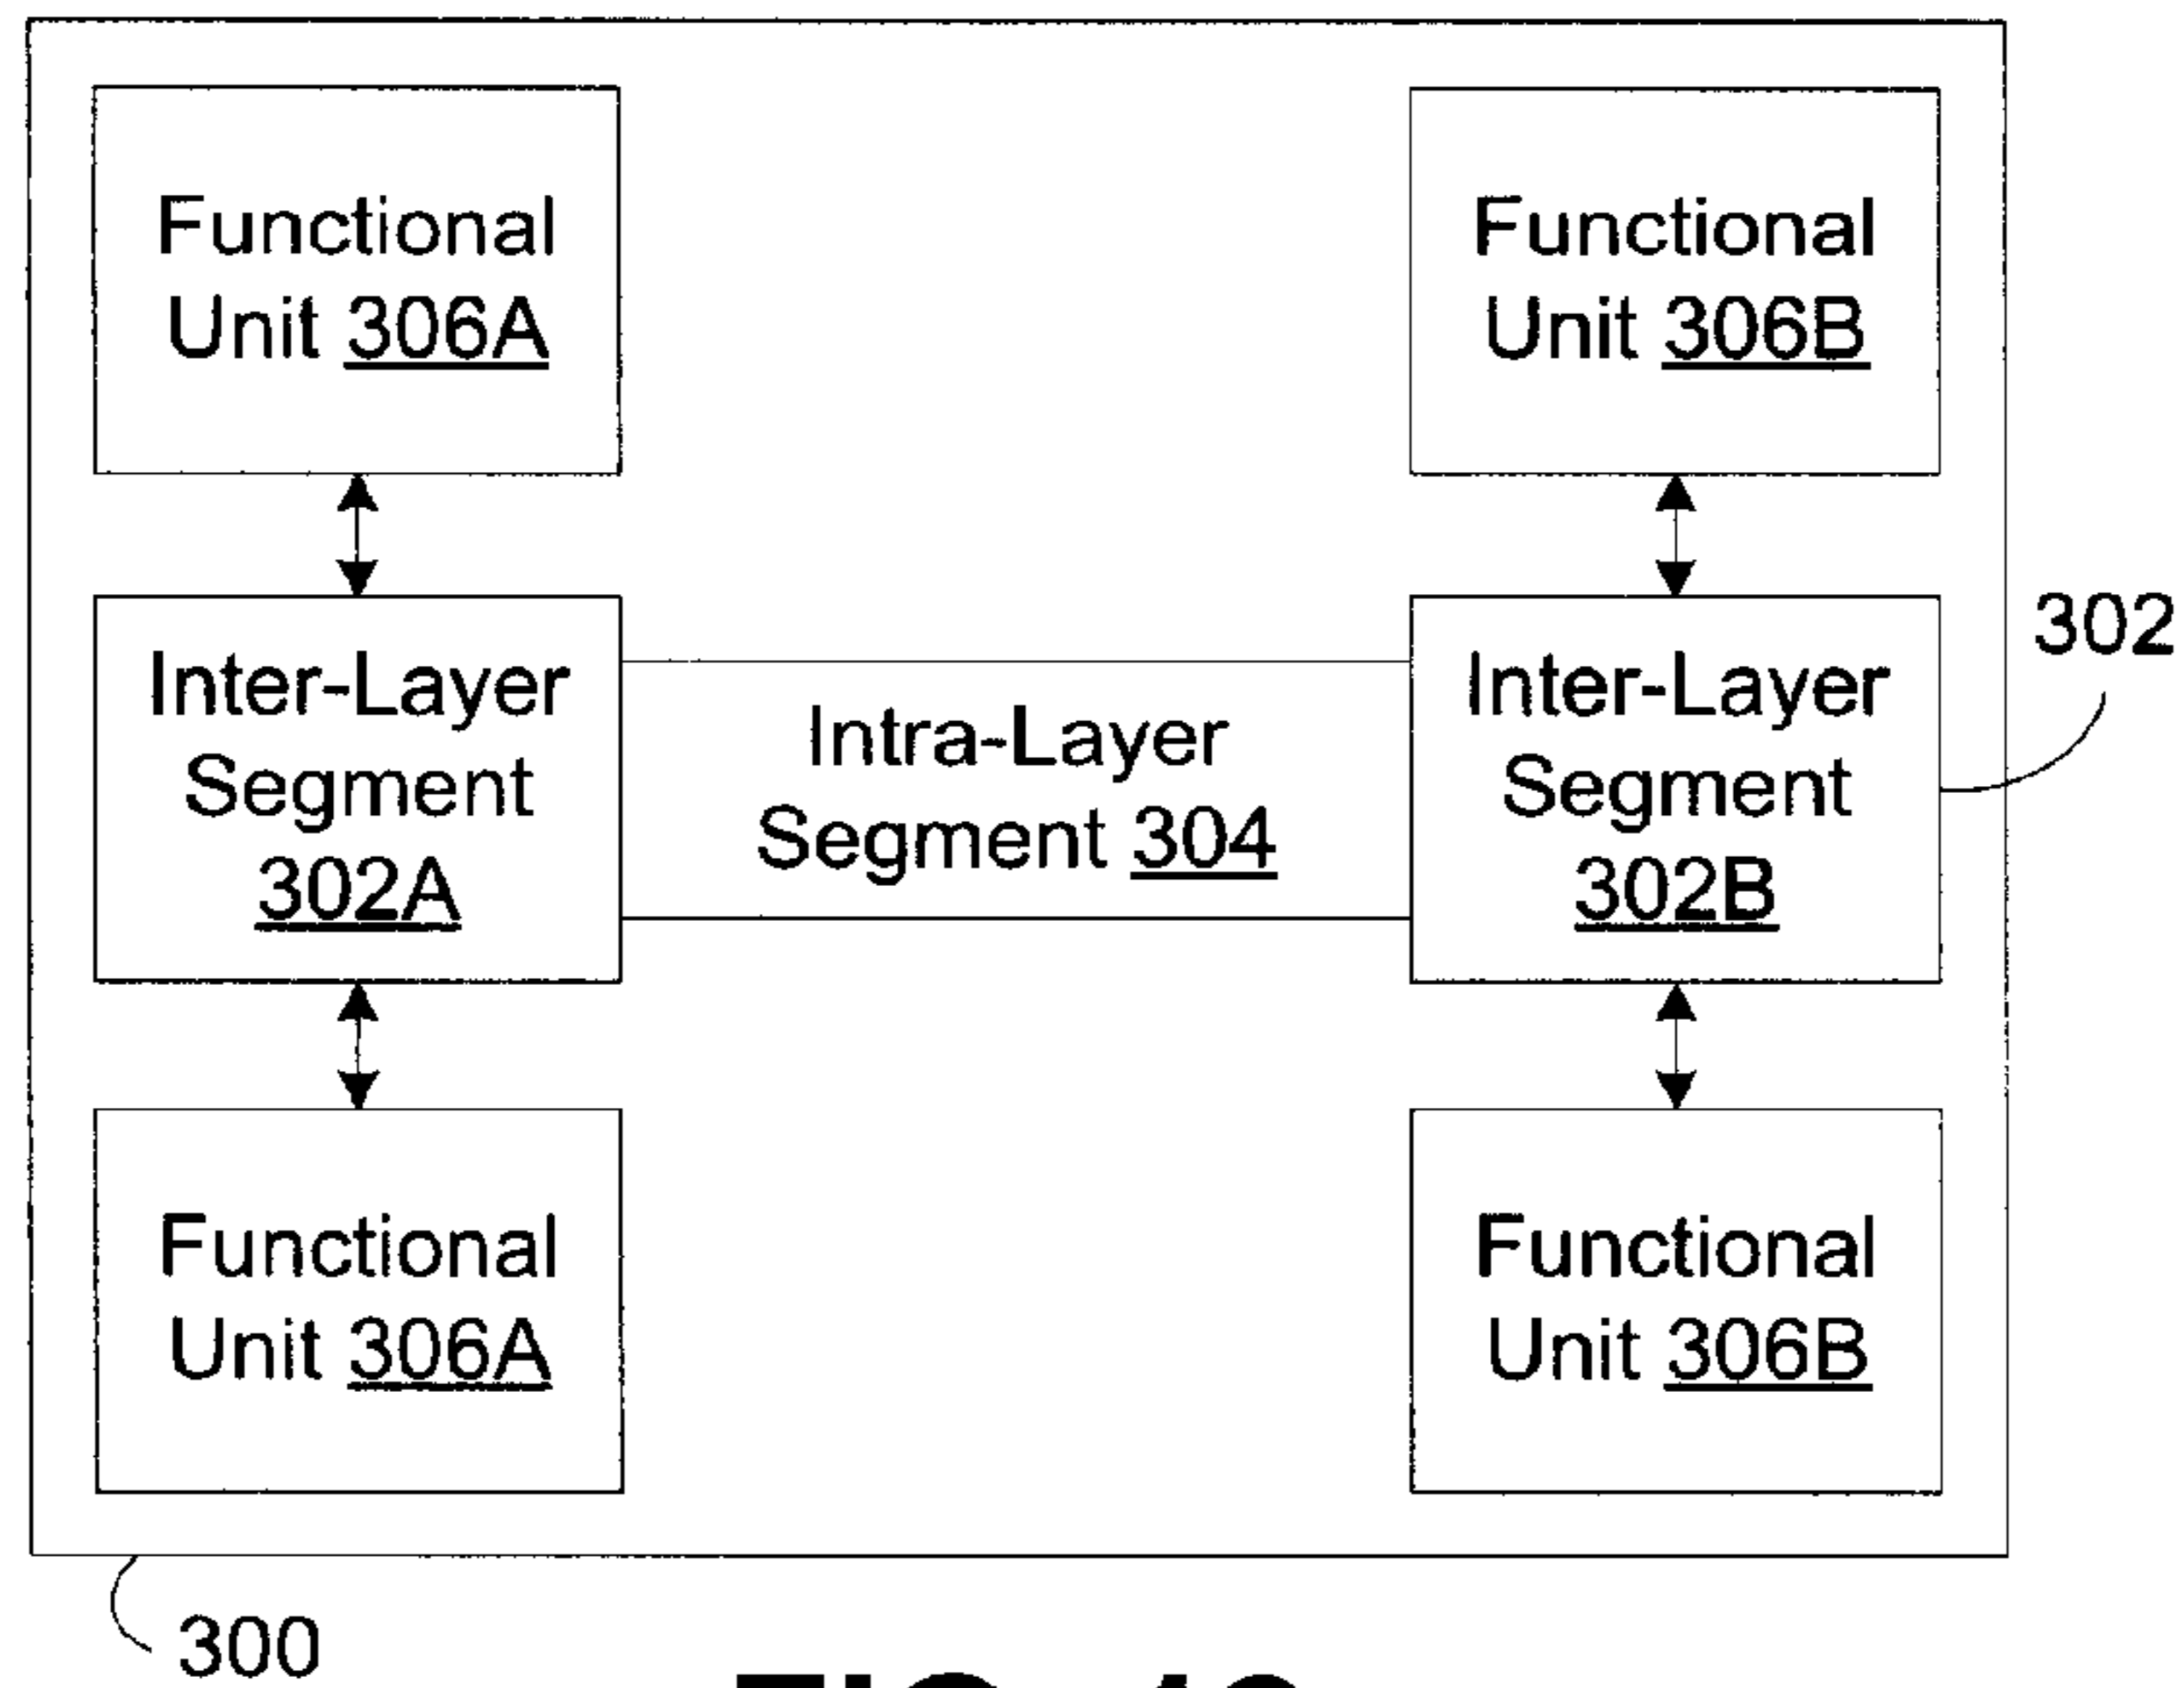 Functional
Unit 306A
Functional
Unit 306B
Inter-Layer
Segment
302A
Intra-Layer
Segment 304
Inter-Layer
Segment
302B
302
Functional
Unit 306A
Functional
Unit 306B
300